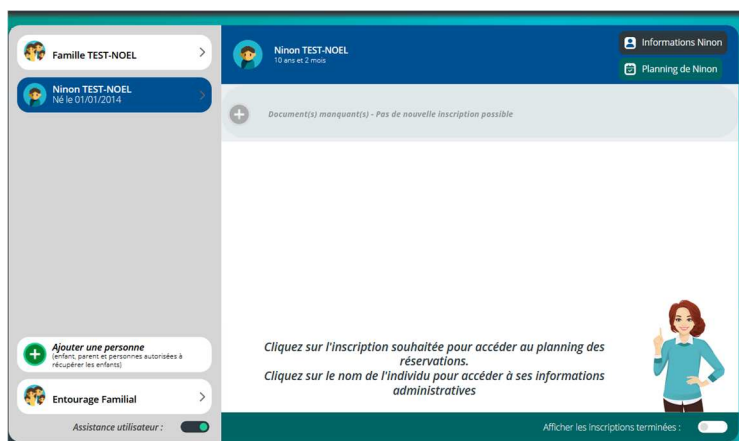 Famille TEST-NOEL
Ninon TEST-NOEL
Né le 01/01/2014
Ajouter une personne
(enfant, parent et personnes autorisées à
récupérer les enfants)
Entourage Familial
Assistance utilisateur :
Ninon TEST-NOEL
10 ans et 2 mois
Informations Ninon
Planning de Ninon
Document(s) manquant(s) - Pas de nouvelle inscription possible
Cliquez sur l'inscription souhaitée pour accéder au planning des
réservations.
Cliquez sur le nom de l'individu pour accéder à ses informations
administratives
Afficher les inscriptions terminées :